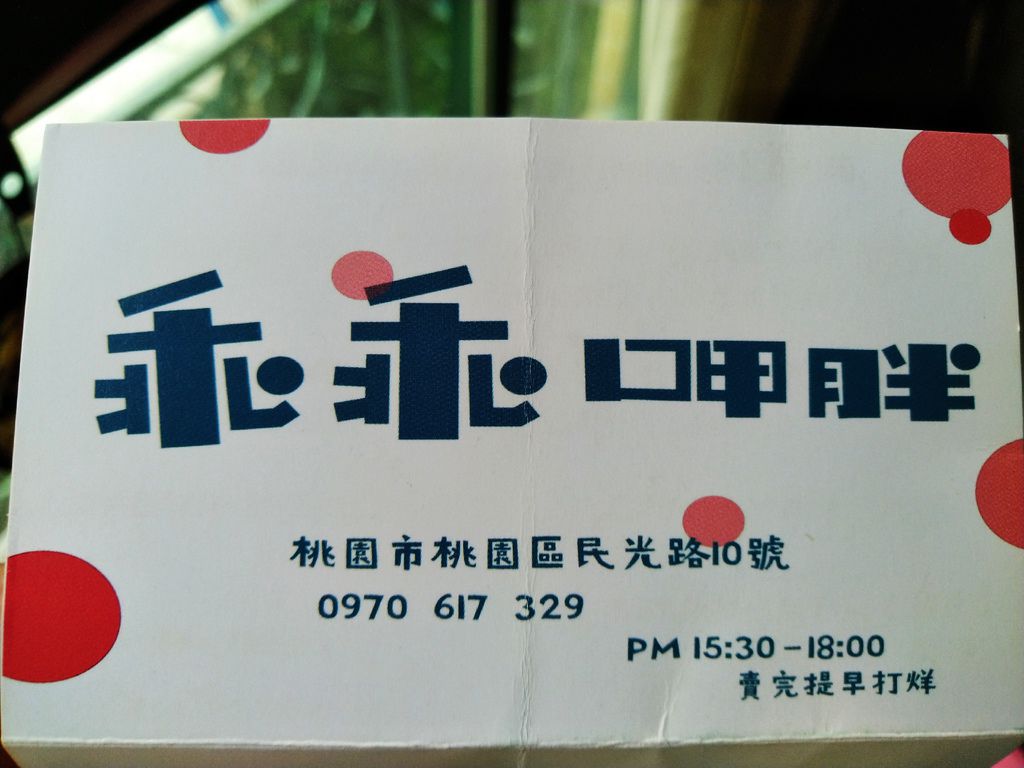 乖乖呷胖
桃園市桃園區民光路10號
0970 617 329
PM 15:30-18:00
賣完提早打烊